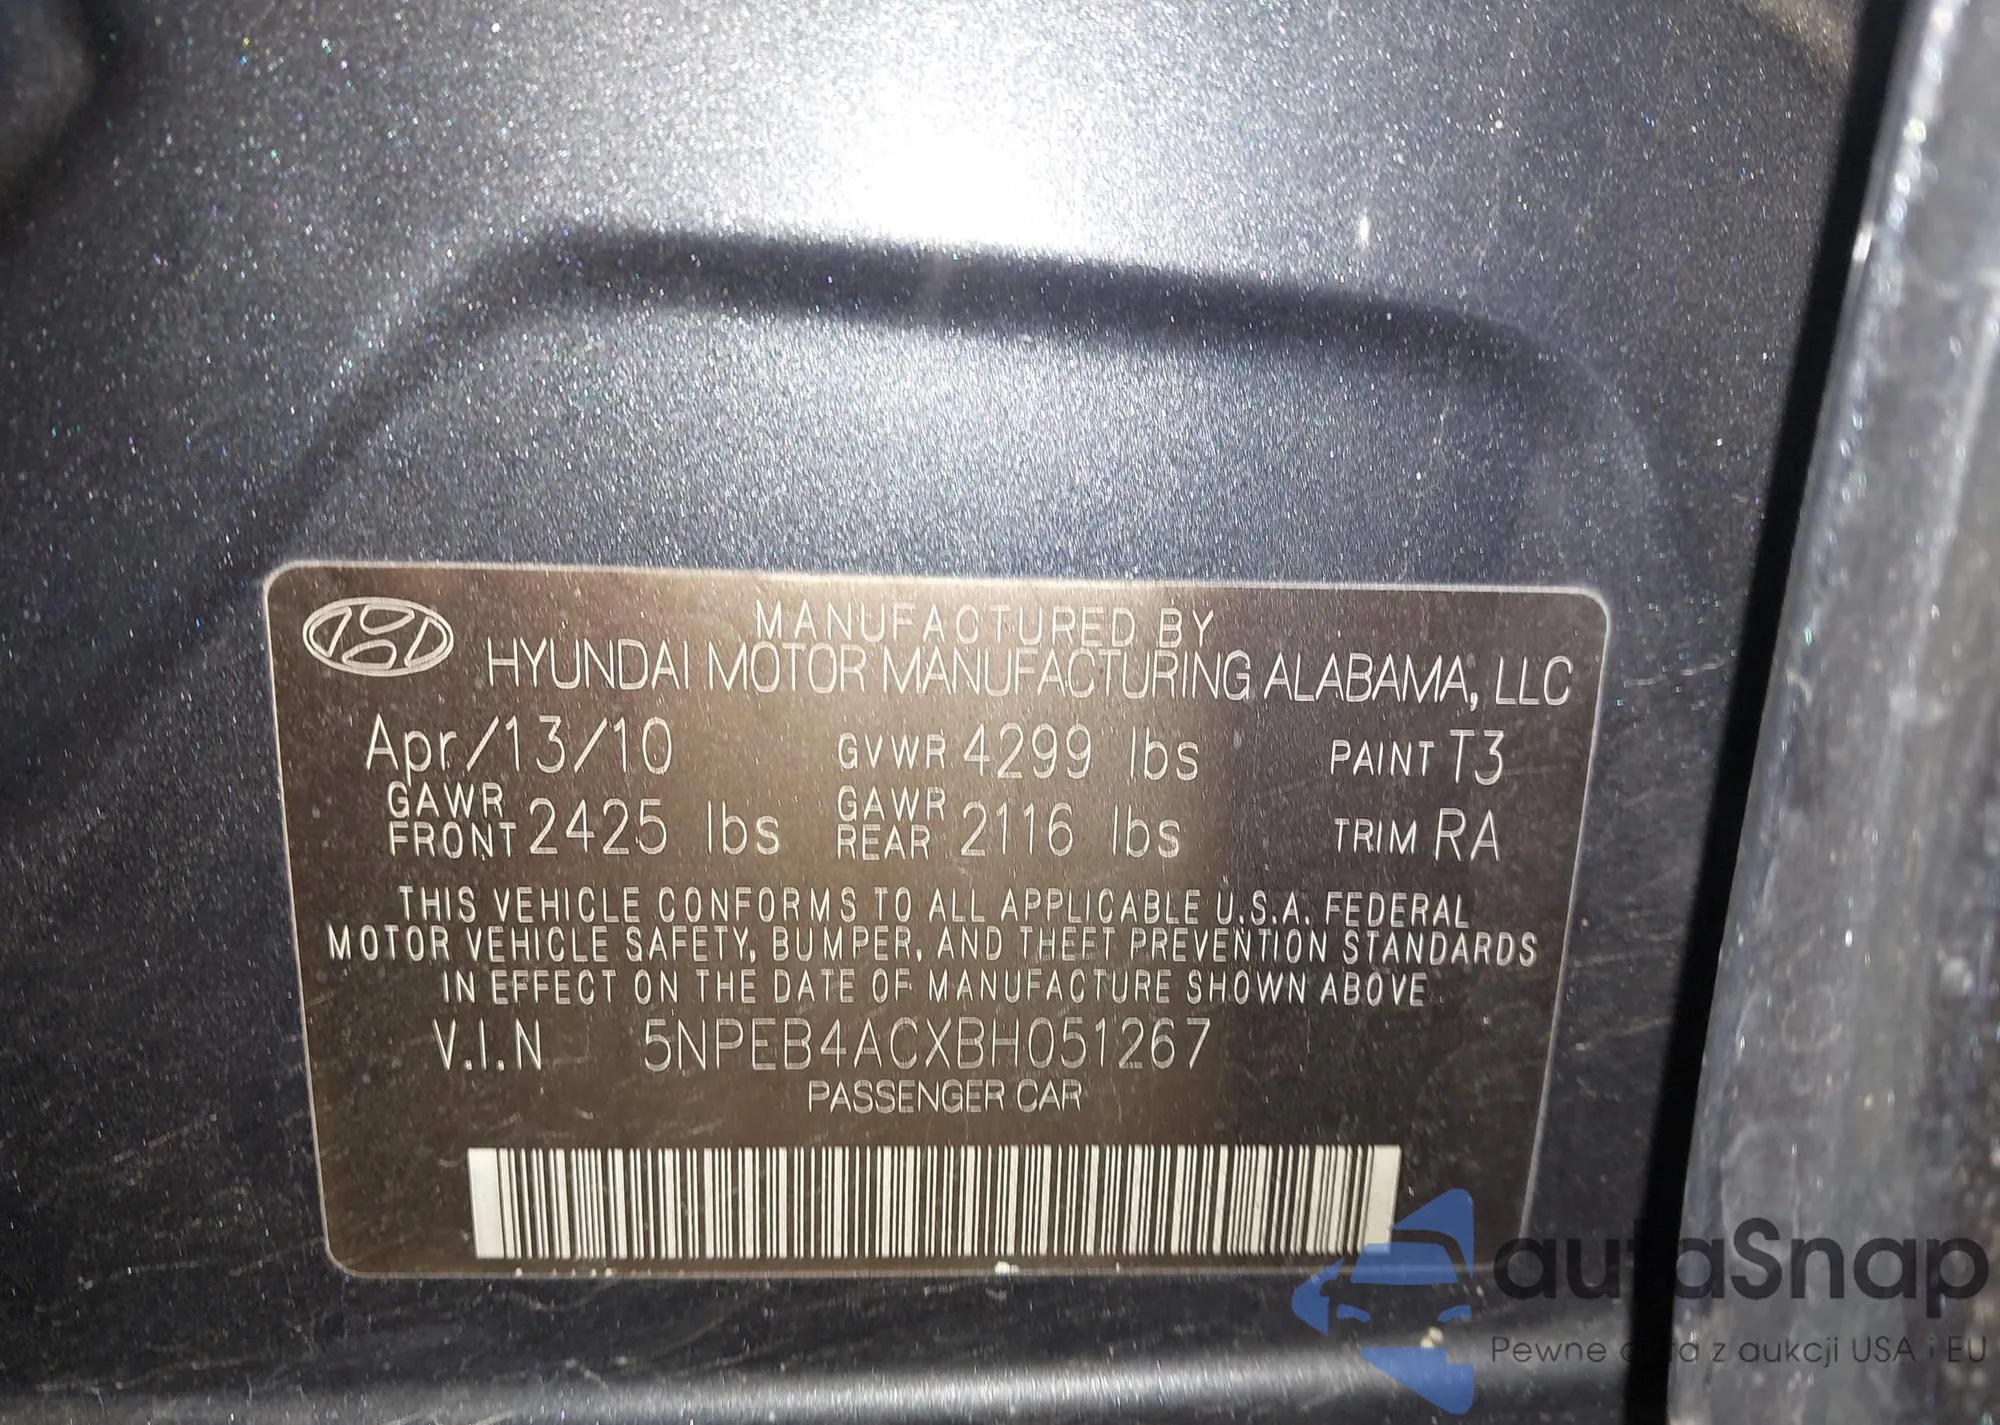 MANUFACTURED BY
HYUNDAI MOTOR MANUFACTURING ALABAMA, LLC
Apr/13/10 GVWR 4299 lbs PAINT T3
GAWR FRONT 2425 lbs GAWR REAR 2116 lbs TRIM RA
THIS VEHICLE CONFORMS TO ALL APPLICABLE U.S.A. FEDERAL
MOTOR VEHICLE SAFETY, BUMPER, AND THEFT PREVENTION STANDARDS
IN EFFECT ON THE DATE OF MANUFACTURE SHOWN ABOVE.
V.I.N 5NPEB4ACXBH051267
PASSENGER CAR
autaSnap
Pewne auta z aukcji USA i EU